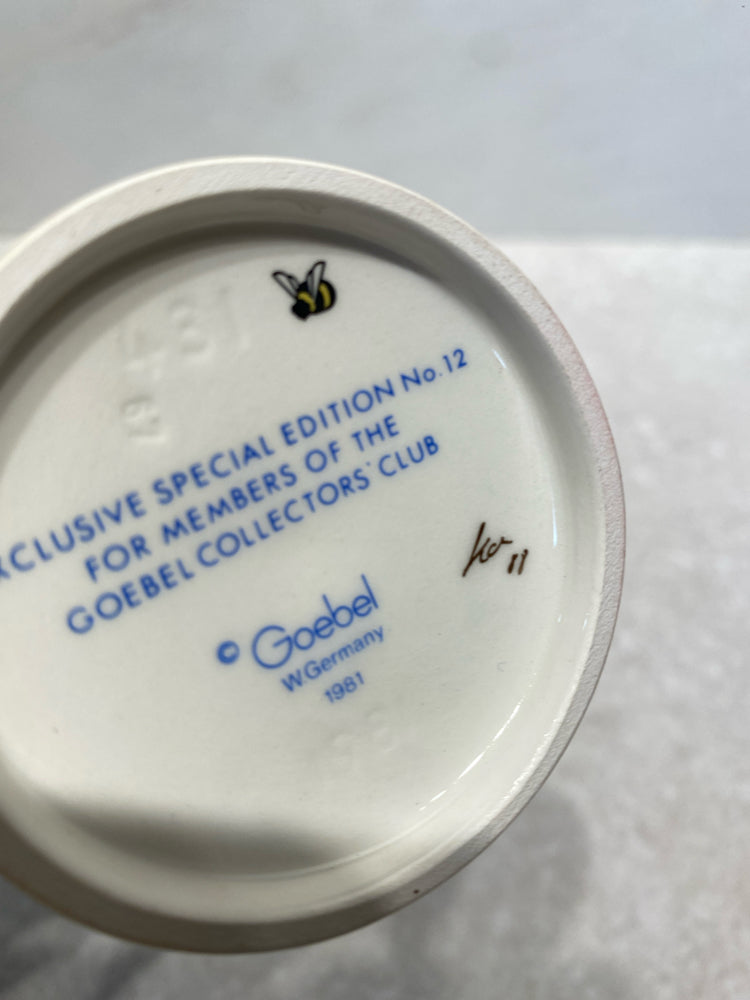 431
XCLUSIVE SPECIAL EDITION No.12
FOR MEMBERS OF THE
GOEBEL COLLECTORS' CLUB
© Goebel
W.Germany
1981